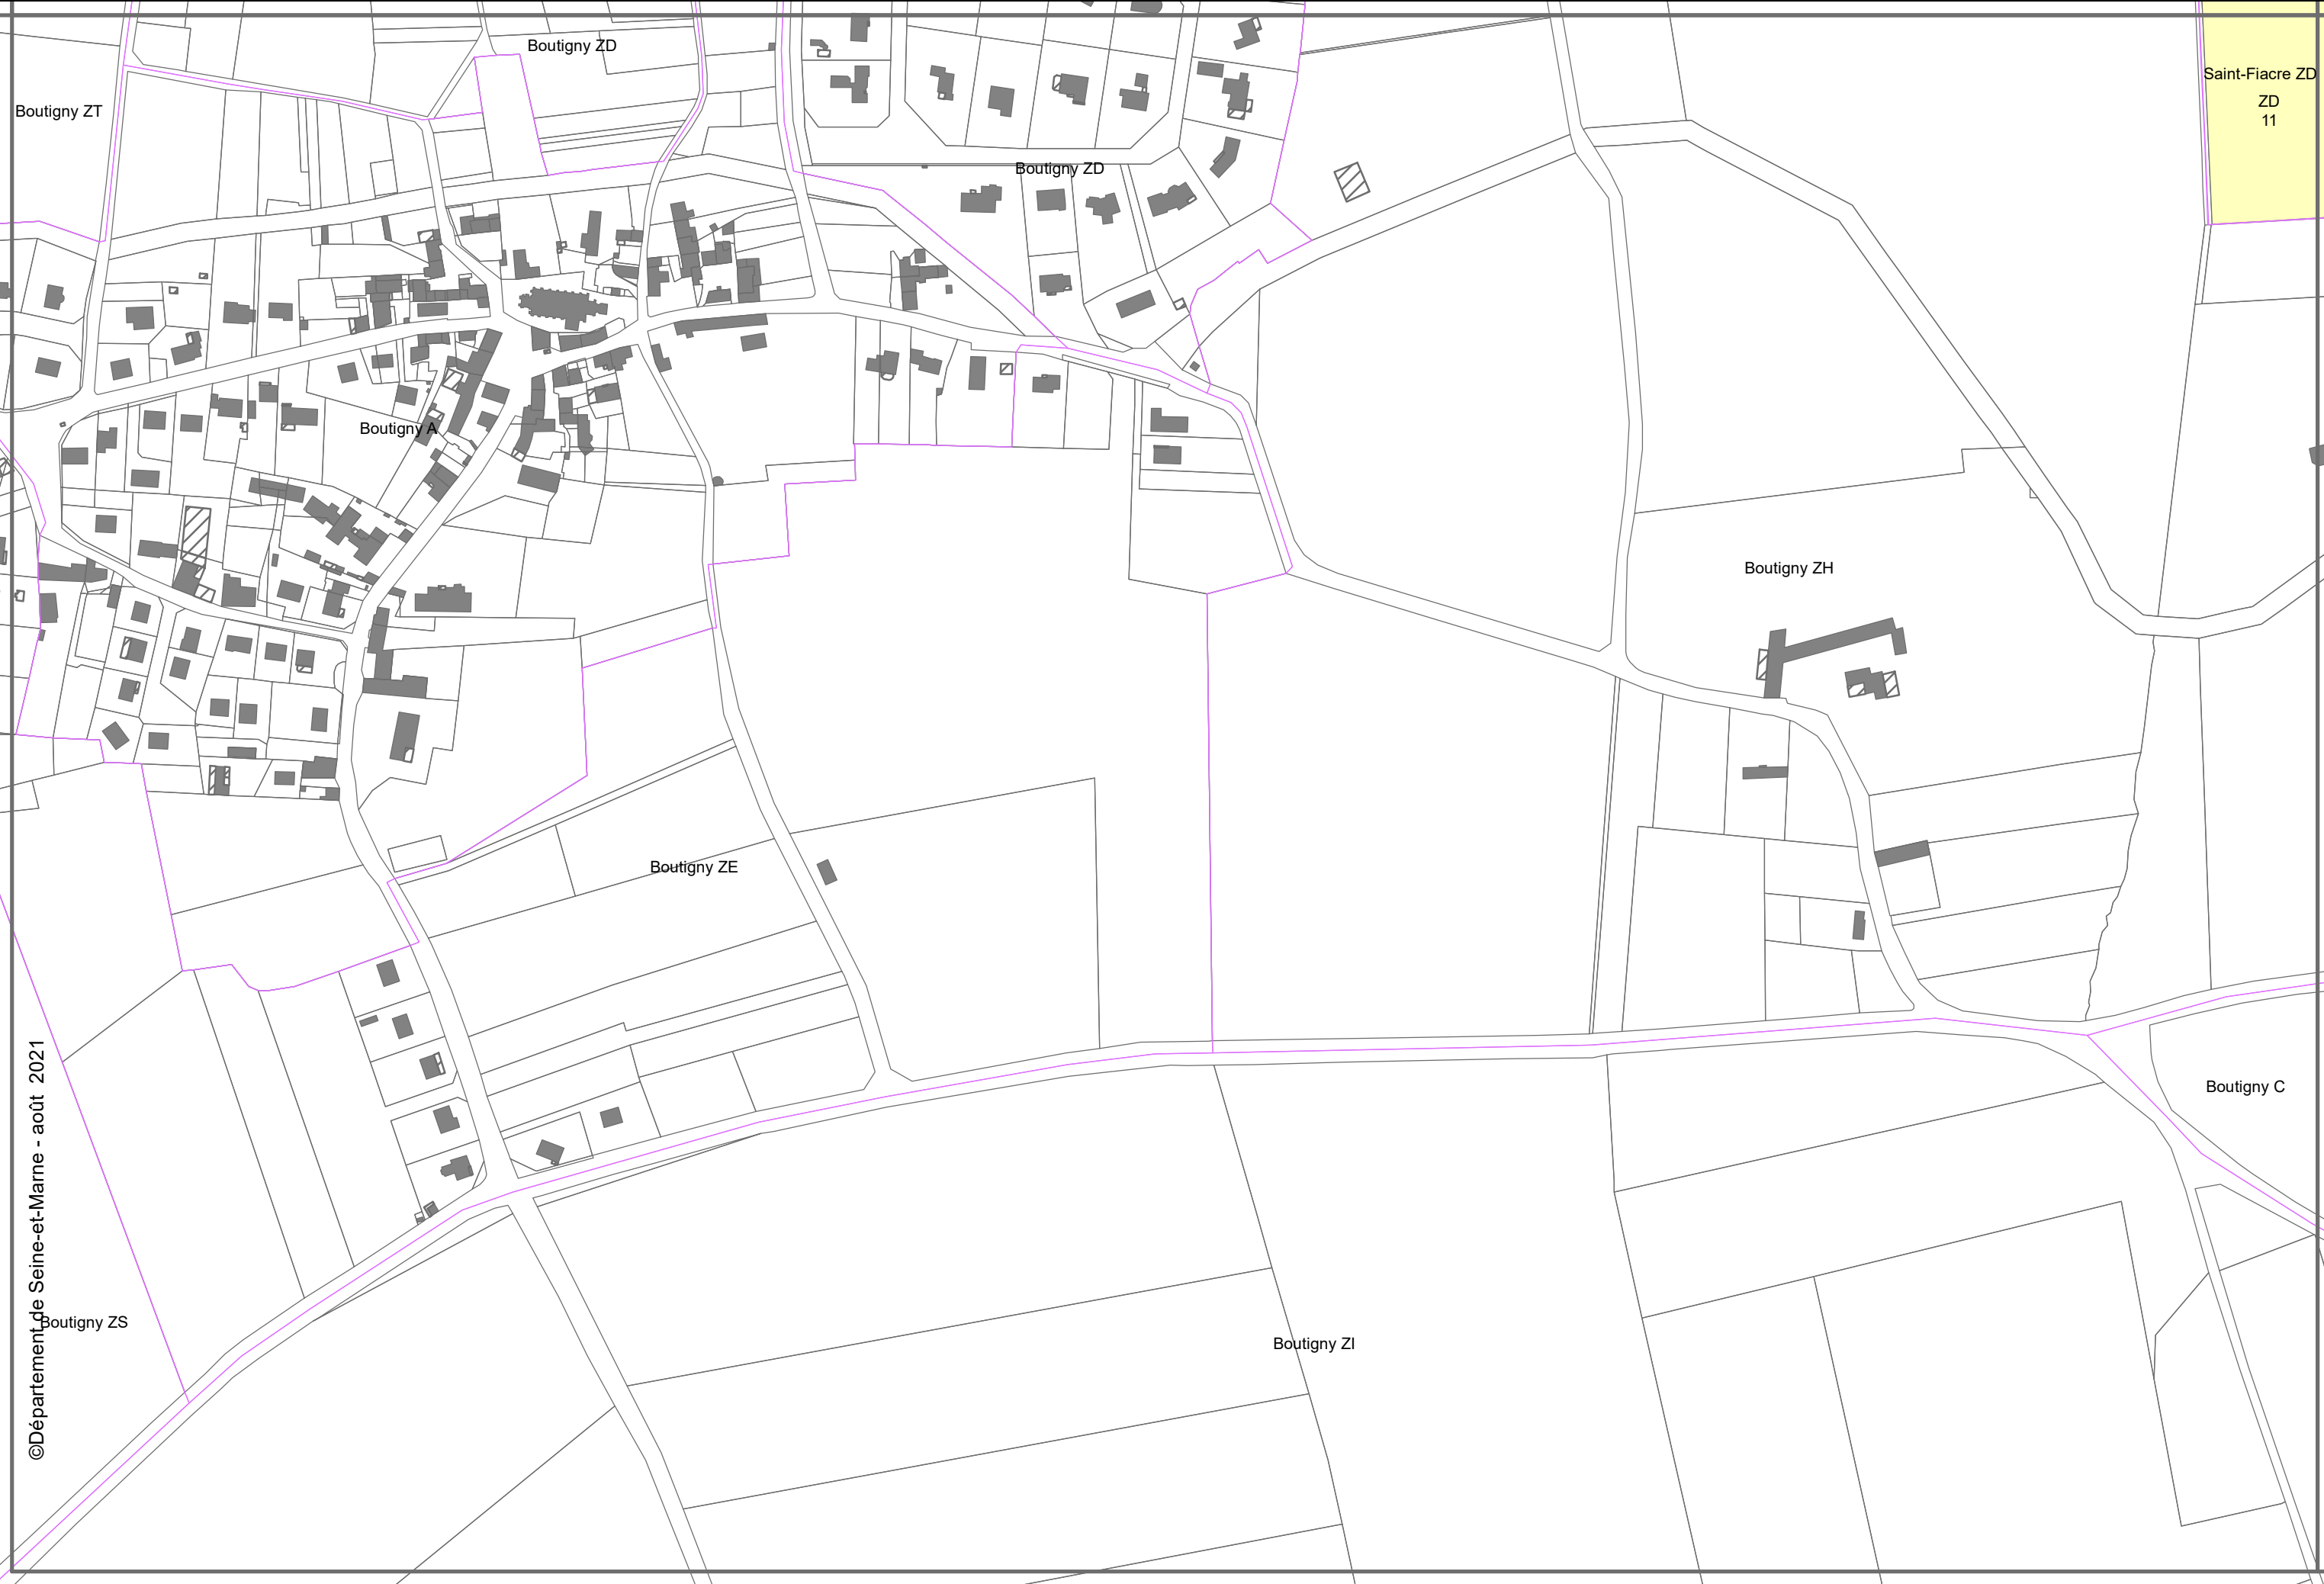 Boutigny ZD
Saint-Fiacre ZD
ZD
11
Boutigny ZT
Boutigny ZD
Boutigny A
Boutigny ZH
Boutigny ZE
Boutigny C
©Département de Seine-et-Marne - août 2021
Boutigny ZS
Boutigny ZI